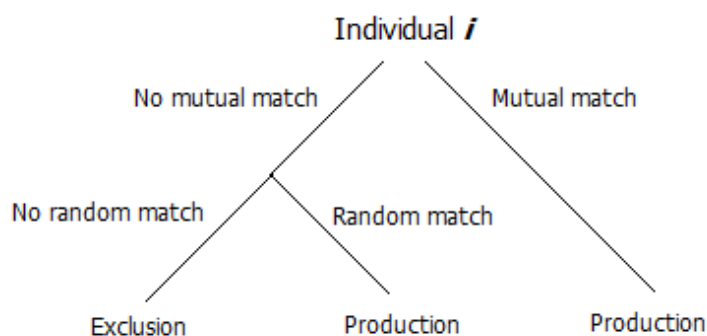 Individual i
No mutual match
Mutual match
No random match
Random match
Exclusion
Production
Production